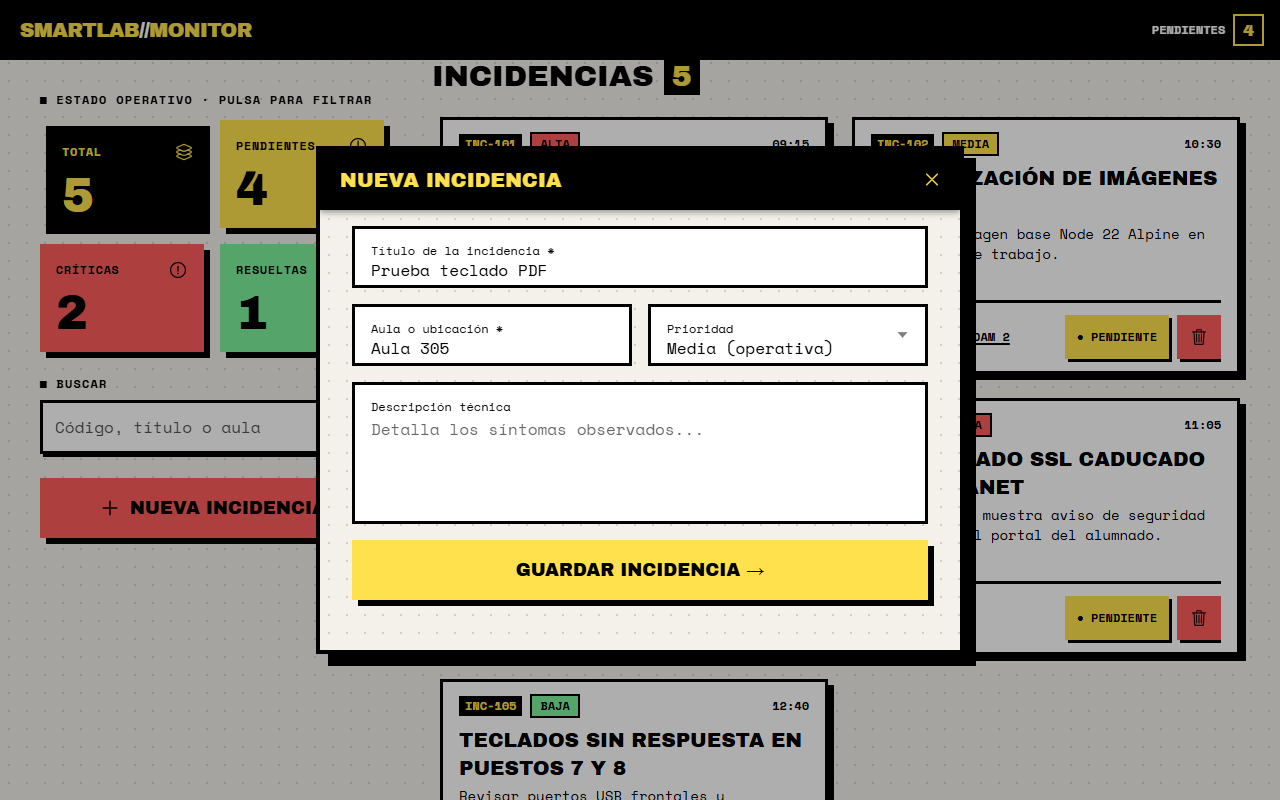 SMARTLAB//MONITOR
PENDIENTES 4
INCIDENCIAS 5
■ ESTADO OPERATIVO · PULSA PARA FILTRAR
TOTAL
5
PENDIENTES
4
CRÍTICAS
2
RESUELTAS
1
■ BUSCAR
Código, título o aula
+ NUEVA INCIDENCIA
INC-101 ALTA 09:15
INC-102 MEDIA 10:30
ZACIÓN DE IMÁGENES
agen base Node 22 Alpine en
e trabajo.
DAM 2
• PENDIENTE
NUEVA INCIDENCIA
Título de la incidencia *
Prueba teclado PDF
Aula o ubicación *
Aula 305
Prioridad
Media (operativa)
Descripción técnica
Detalla los síntomas observados...
GUARDAR INCIDENCIA →
A 11:05
ADO SSL CADUCADO
ANET
muestra aviso de seguridad
l portal del alumnado.
• PENDIENTE
INC-105 BAJA 12:40
TECLADOS SIN RESPUESTA EN
PUESTOS 7 Y 8
Revisar puertos USB frontales y